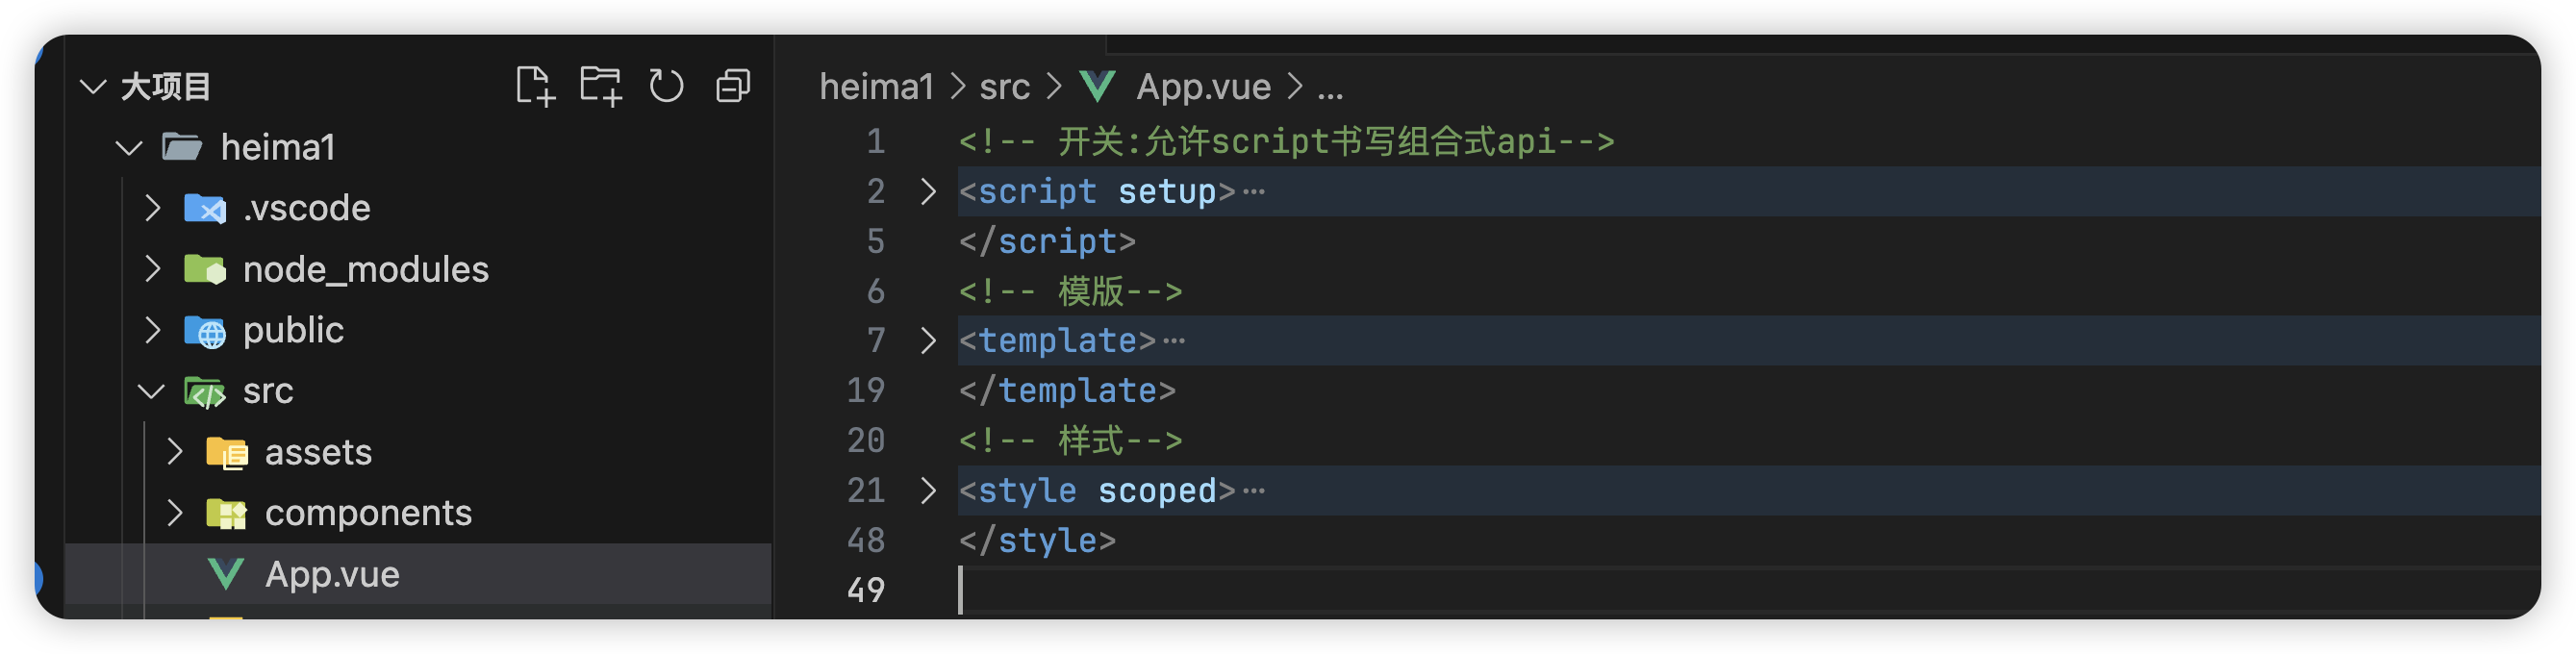 大项目
heima1
.vscode
node_modules
public
src
assets
components
App.vue
heima1 > src > App.vue > ...
1 <!-- 开关:允许script书写组合式api-->
2 <script setup>···
5 </script>
6 <!-- 模版-->
7 <template>···
19 </template>
20 <!-- 样式-->
21 <style scoped>···
48 </style>
49